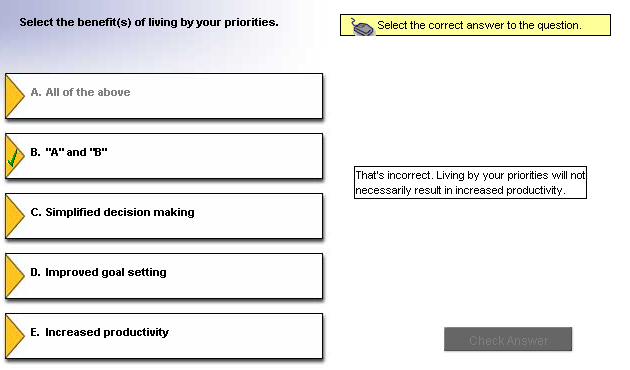 Select the benefit(s) of living by your priorities.
Select the correct answer to the question.
A. All of the above
B. "A" and "B"
C. Simplified decision making
D. Improved goal setting
E. Increased productivity
That's incorrect. Living by your priorities will not
necessarily result in increased productivity.
Check Answer